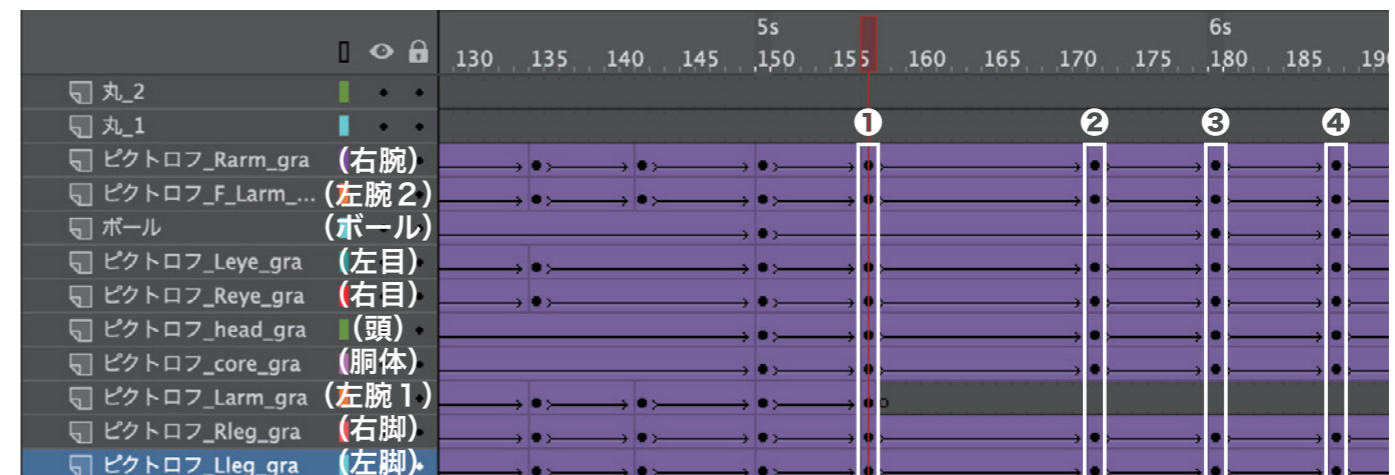 5s 6s
130 135 140 145 150 155 160 165 170 175 180 185 190
丸_2
丸_1 ① ② ③ ④
ピクトロフ_Rarm_gra (右腕)
ピクトロフ_F_Larm_... (左腕2)
ボール (ボール)
ピクトロフ_Leye_gra (左目)
ピクトロフ_Reye_gra (右目)
ピクトロフ_head_gra (頭)
ピクトロフ_core_gra (胴体)
ピクトロフ_Larm_gra (左腕1)
ピクトロフ_Rleg_gra (右脚)
ピクトロフ_Lleg_gra (左脚)